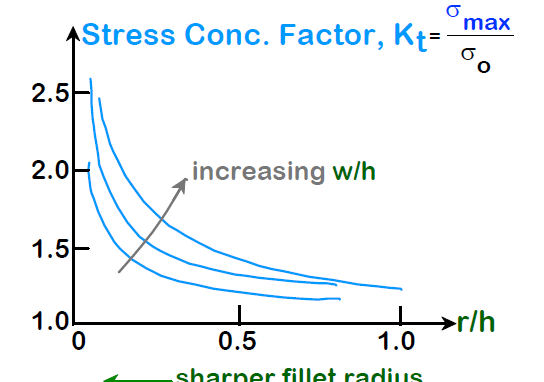 Stress Conc. Factor, Kt = σmax
σo
2.5
increasing w/h
2.0
1.5
1.0
0 0.5 1.0 r/h
sharper fillet radius